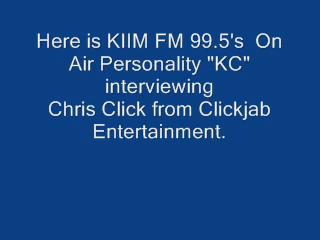 Here is KIIM FM 99.5's  On
Air Personality "KC"
interviewing
Chris Click from Clickjab
Entertainment.